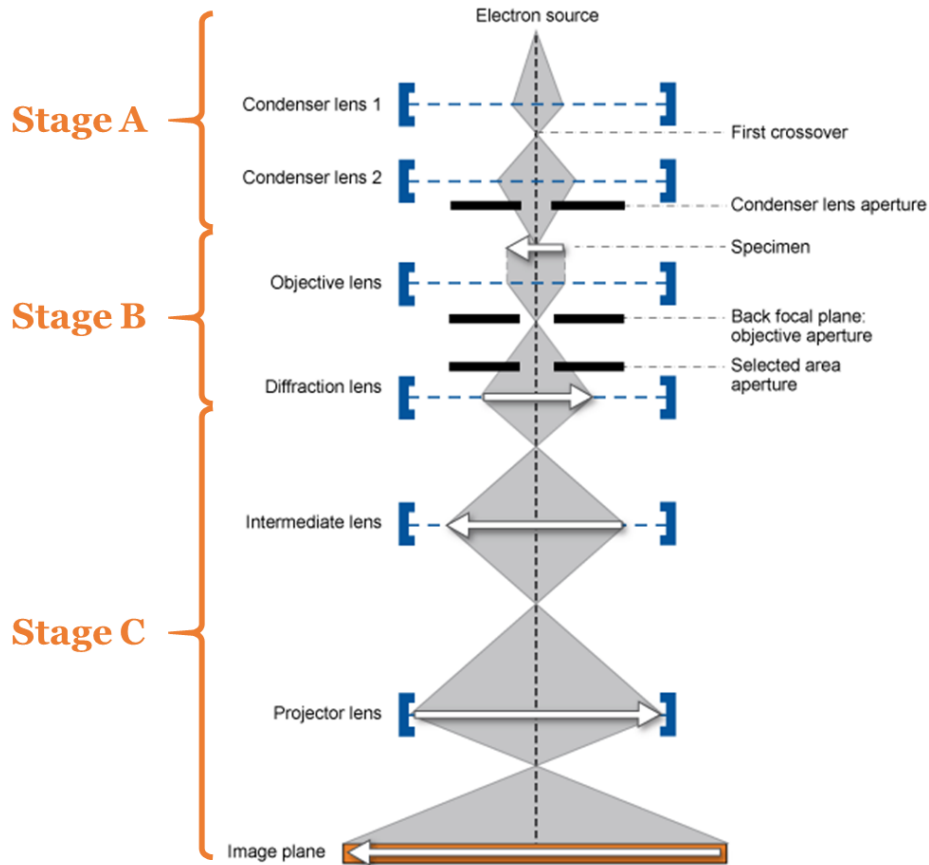 Electron source
Stage A
Condenser lens 1
First crossover
Condenser lens 2
Condenser lens aperture
Specimen
Stage B
Objective lens
Back focal plane:
objective aperture
Selected area
aperture
Diffraction lens
Intermediate lens
Stage C
Projector lens
Image plane